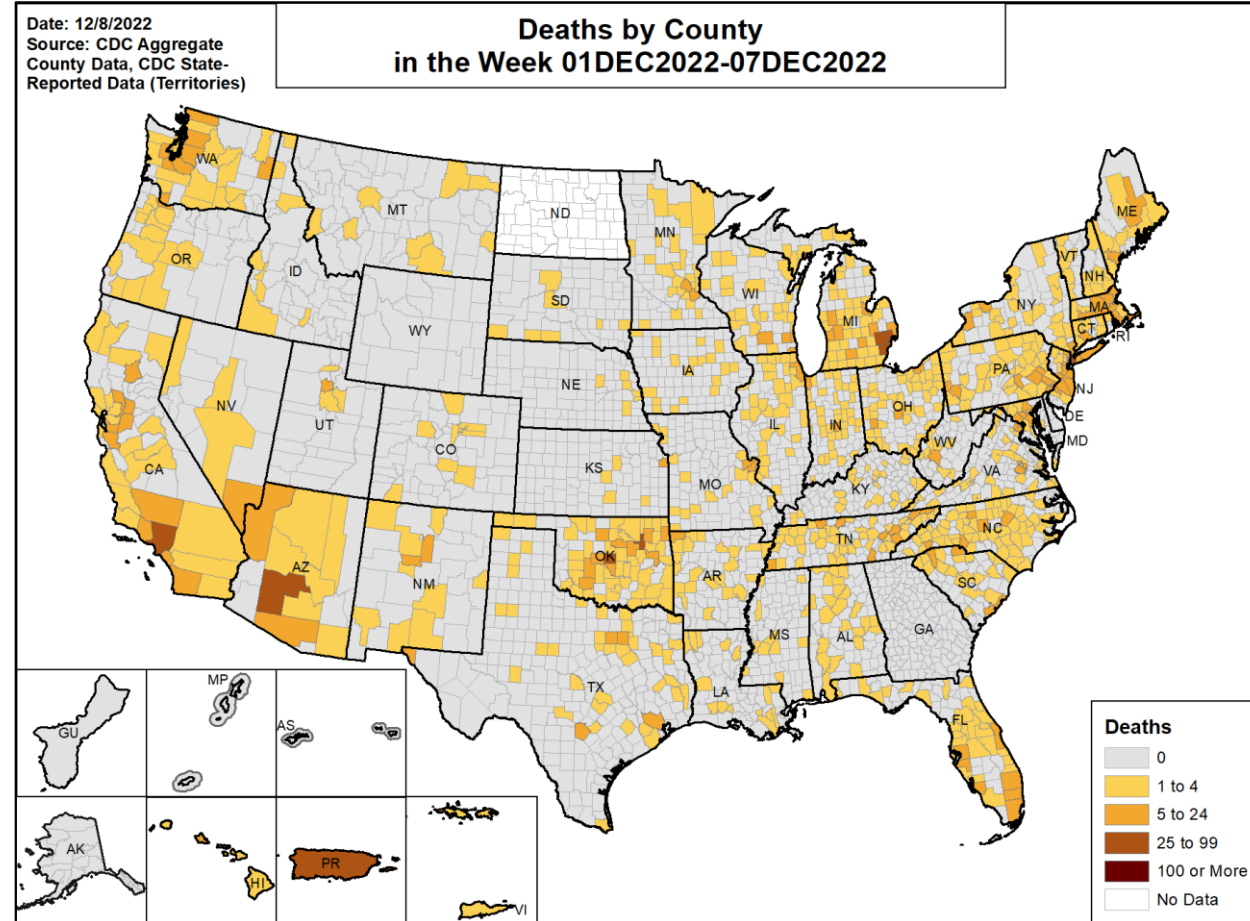 Date: 12/8/2022
Source: CDC Aggregate
County Data, CDC State-
Reported Data (Territories)
Deaths by County
in the Week 01DEC2022-07DEC2022
WA
MT
ND
MN
ME
OR
ID
SD
WI
MI
VT
NH
NY
MA
WY
CT
RI
IA
PA
NE
NV
NJ
OH
UT
IL
IN
DE
CO
WV
MD
CA
KS
MO
VA
KY
NC
TN
OK
AZ
NM
AR
SC
MS
AL
GA
TX
LA
FL
GU
MP
AS
AK
HI
PR
VI
Deaths
0
1 to 4
5 to 24
25 to 99
100 or More
No Data